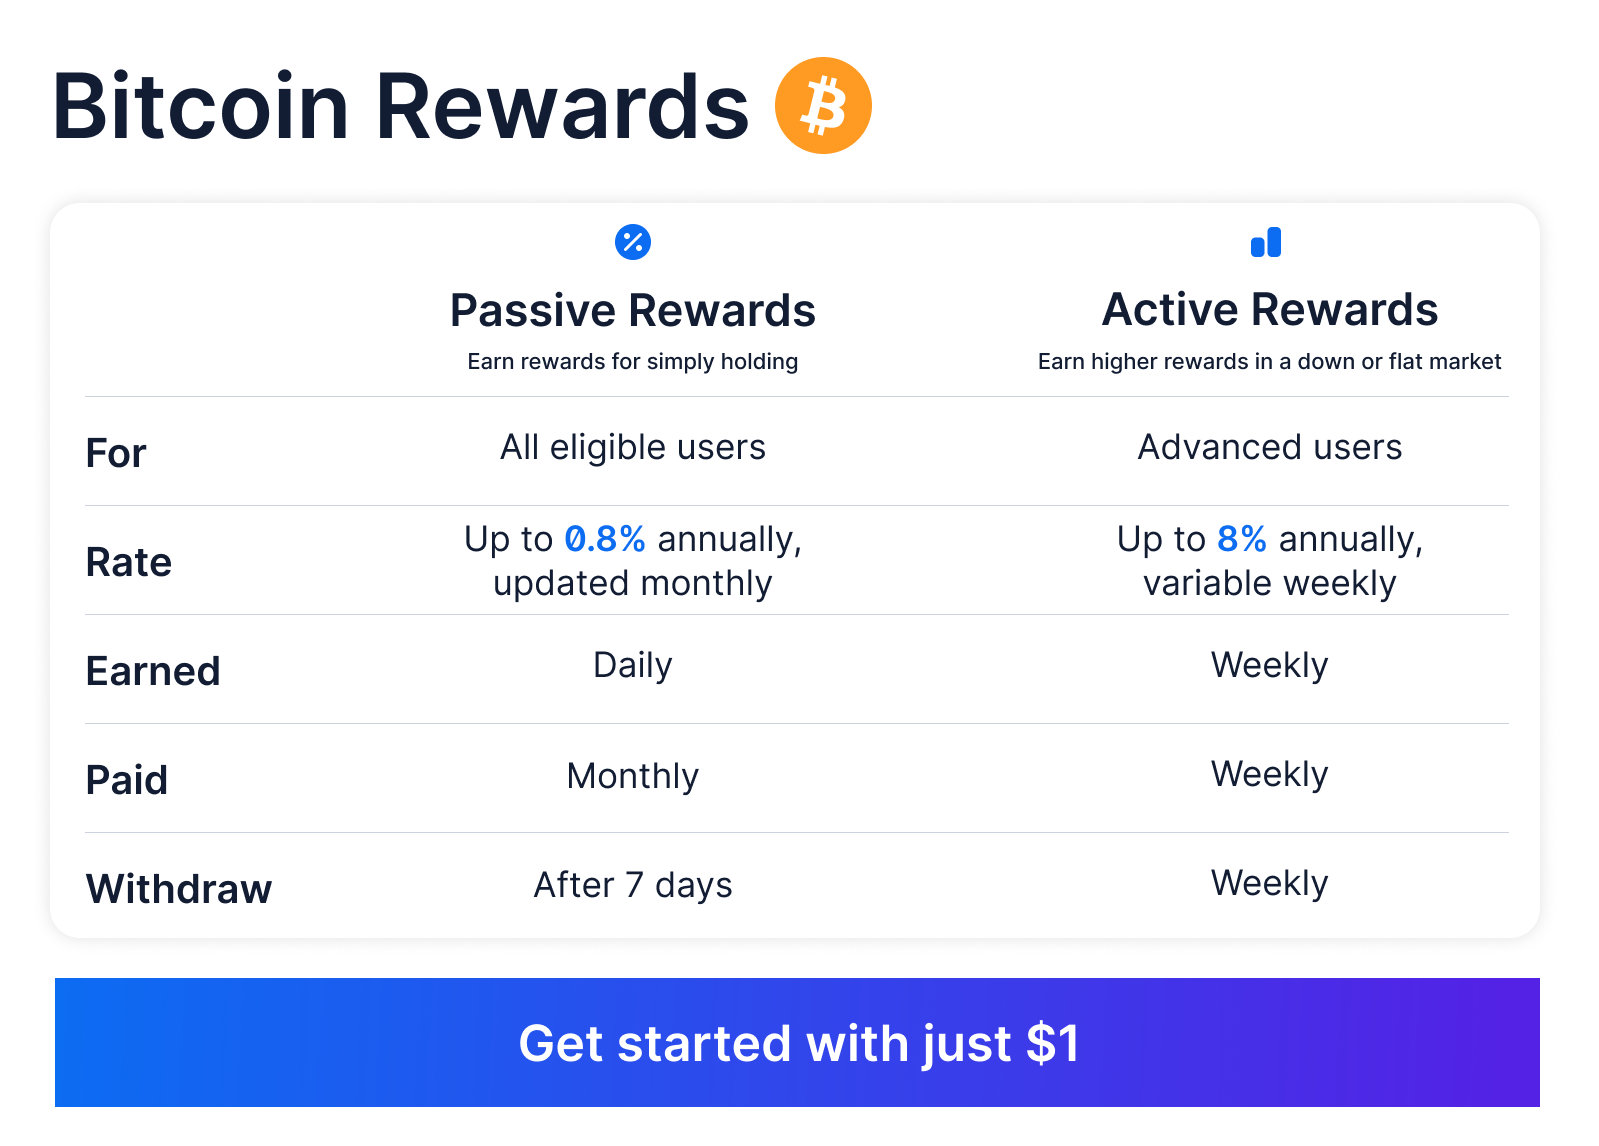 Bitcoin Rewards
Passive Rewards
Earn rewards for simply holding
Active Rewards
Earn higher rewards in a down or flat market
For
All eligible users
Advanced users
Rate
Up to 0.8% annually,
updated monthly
Up to 8% annually,
variable weekly
Earned
Daily
Weekly
Paid
Monthly
Weekly
Withdraw
After 7 days
Weekly
Get started with just $1